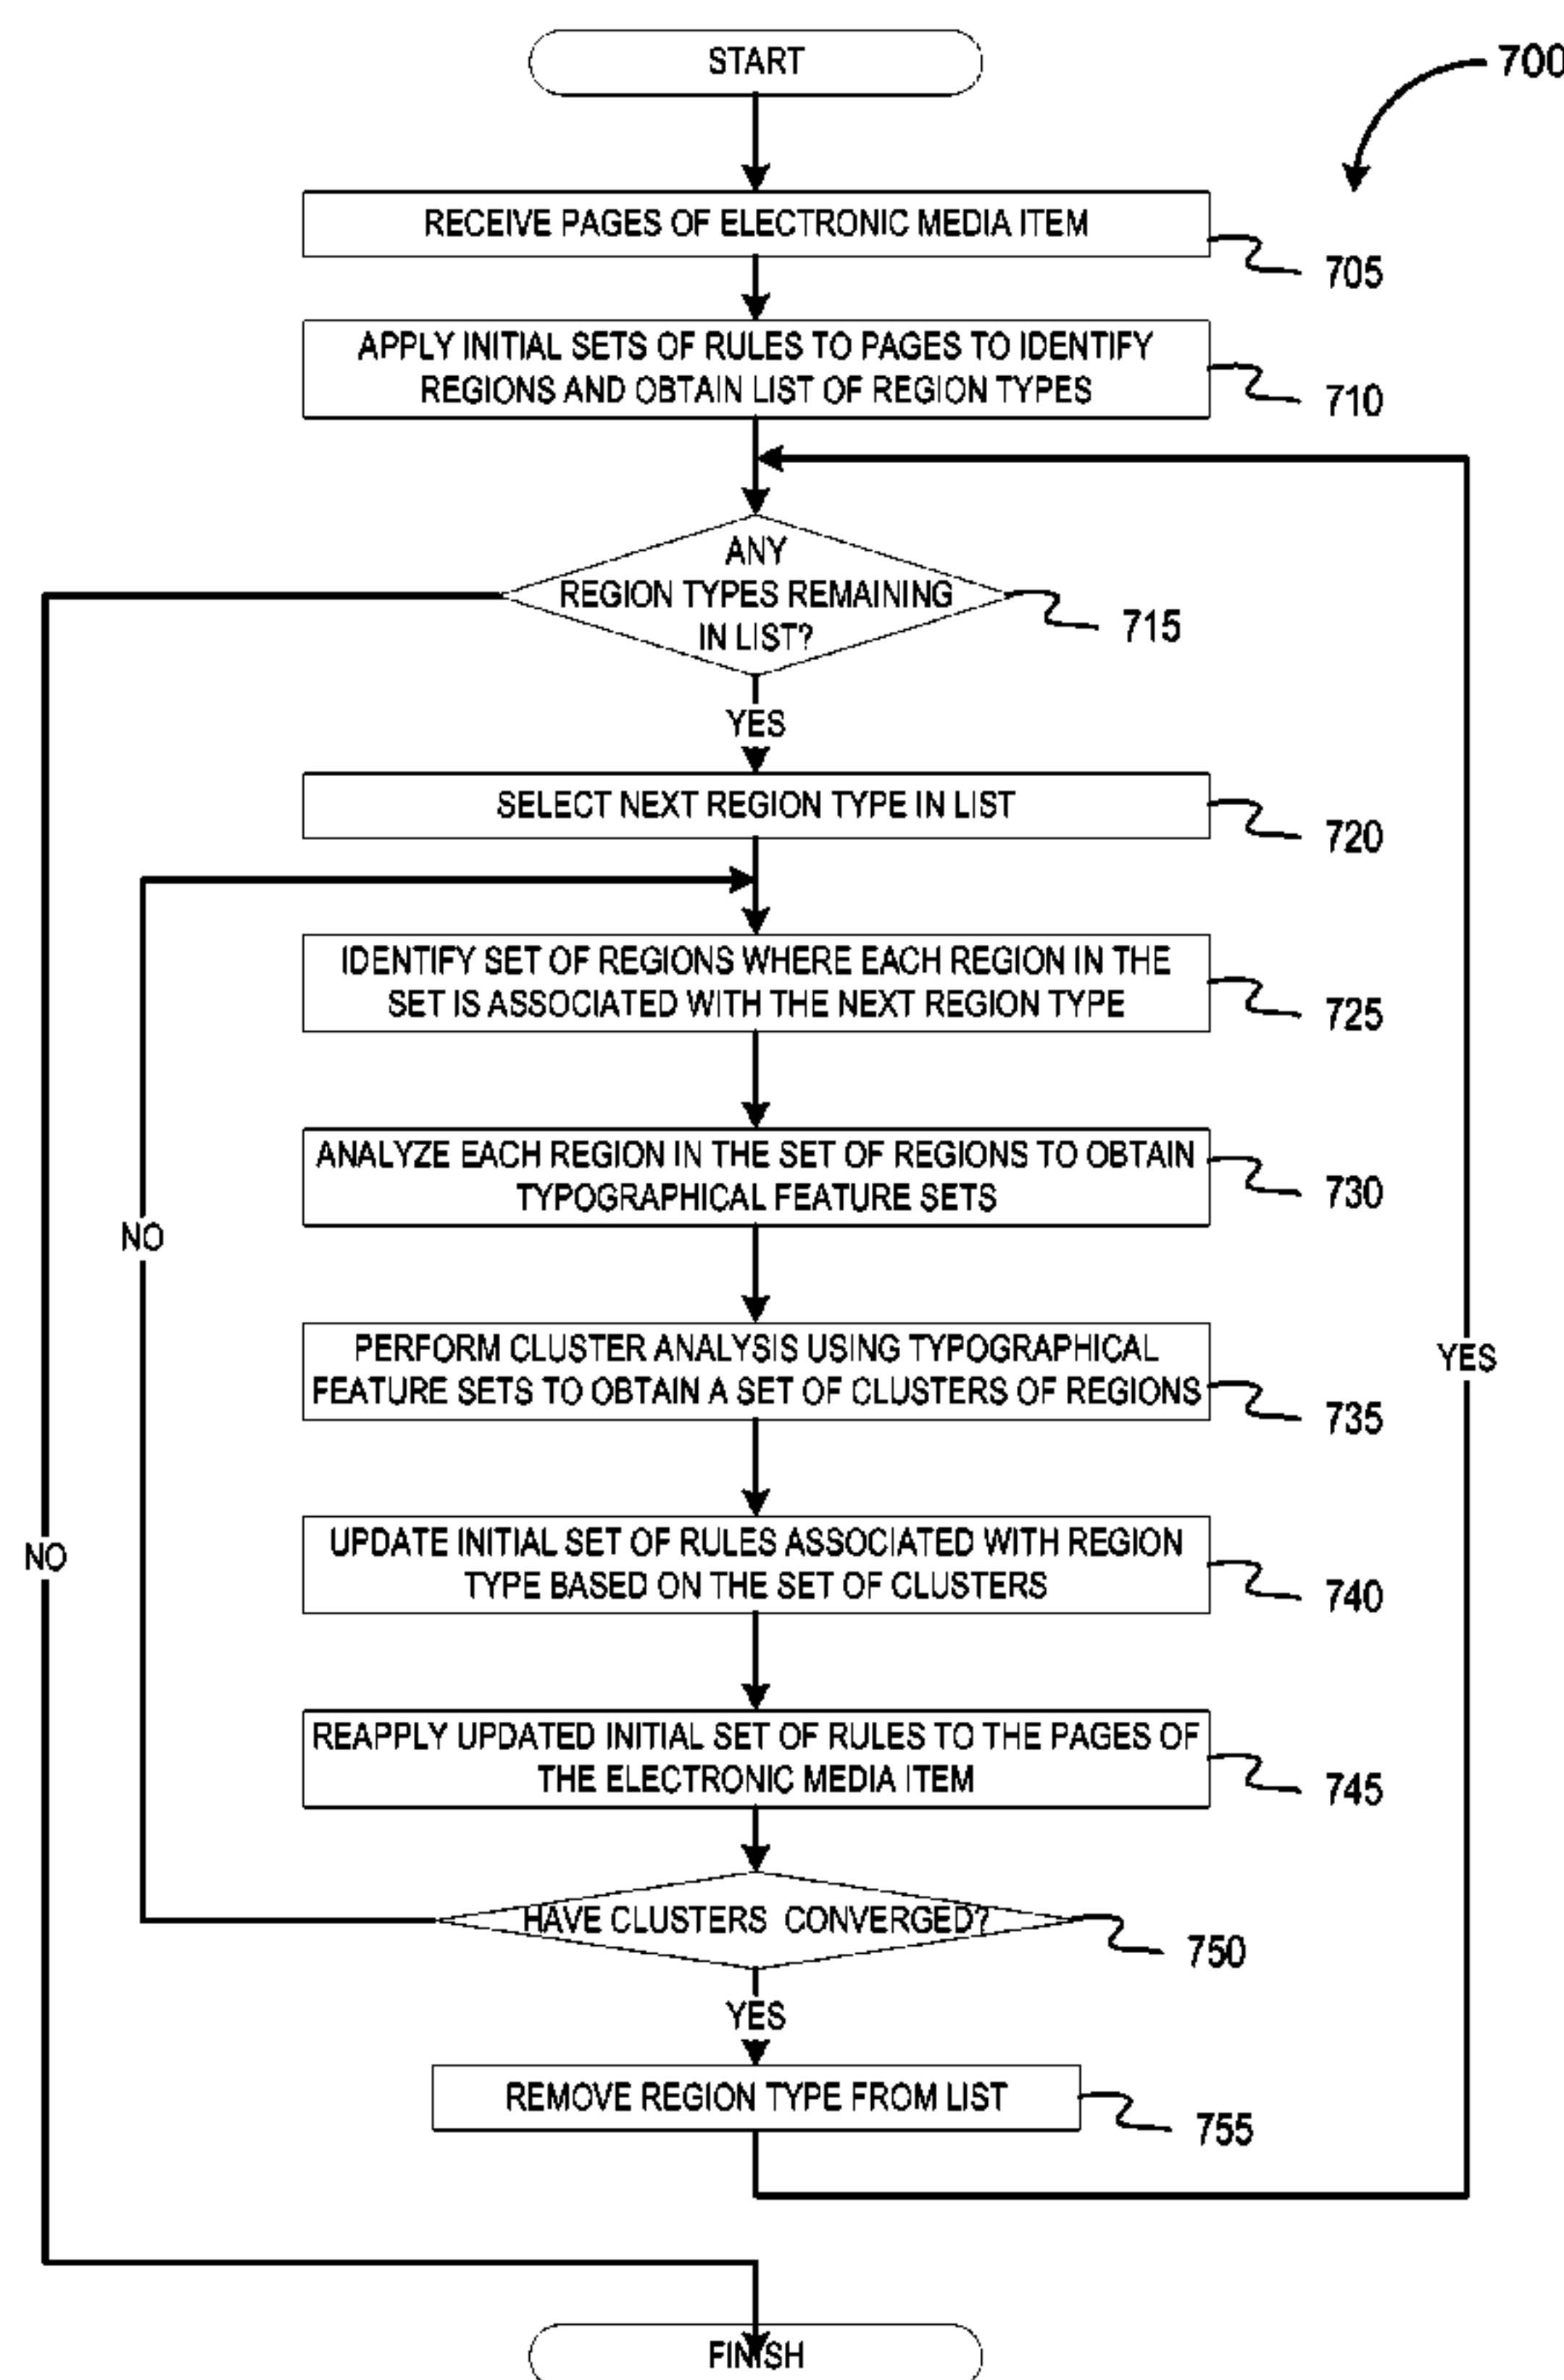 START
700
RECEIVE PAGES OF ELECTRONIC MEDIA ITEM
705
APPLY INITIAL SETS OF RULES TO PAGES TO IDENTIFY
REGIONS AND OBTAIN LIST OF REGION TYPES
710
ANY
REGION TYPES REMAINING
IN LIST?
715
YES
SELECT NEXT REGION TYPE IN LIST
720
IDENTIFY SET OF REGIONS WHERE EACH REGION IN THE
SET IS ASSOCIATED WITH THE NEXT REGION TYPE
725
ANALYZE EACH REGION IN THE SET OF REGIONS TO OBTAIN
TYPOGRAPHICAL FEATURE SETS
730
NO
PERFORM CLUSTER ANALYSIS USING TYPOGRAPHICAL
FEATURE SETS TO OBTAIN A SET OF CLUSTERS OF REGIONS
735
YES
UPDATE INITIAL SET OF RULES ASSOCIATED WITH REGION
TYPE BASED ON THE SET OF CLUSTERS
740
NO
REAPPLY UPDATED INITIAL SET OF RULES TO THE PAGES OF
THE ELECTRONIC MEDIA ITEM
745
HAVE CLUSTERS CONVERGED?
750
YES
REMOVE REGION TYPE FROM LIST
755
FINISH